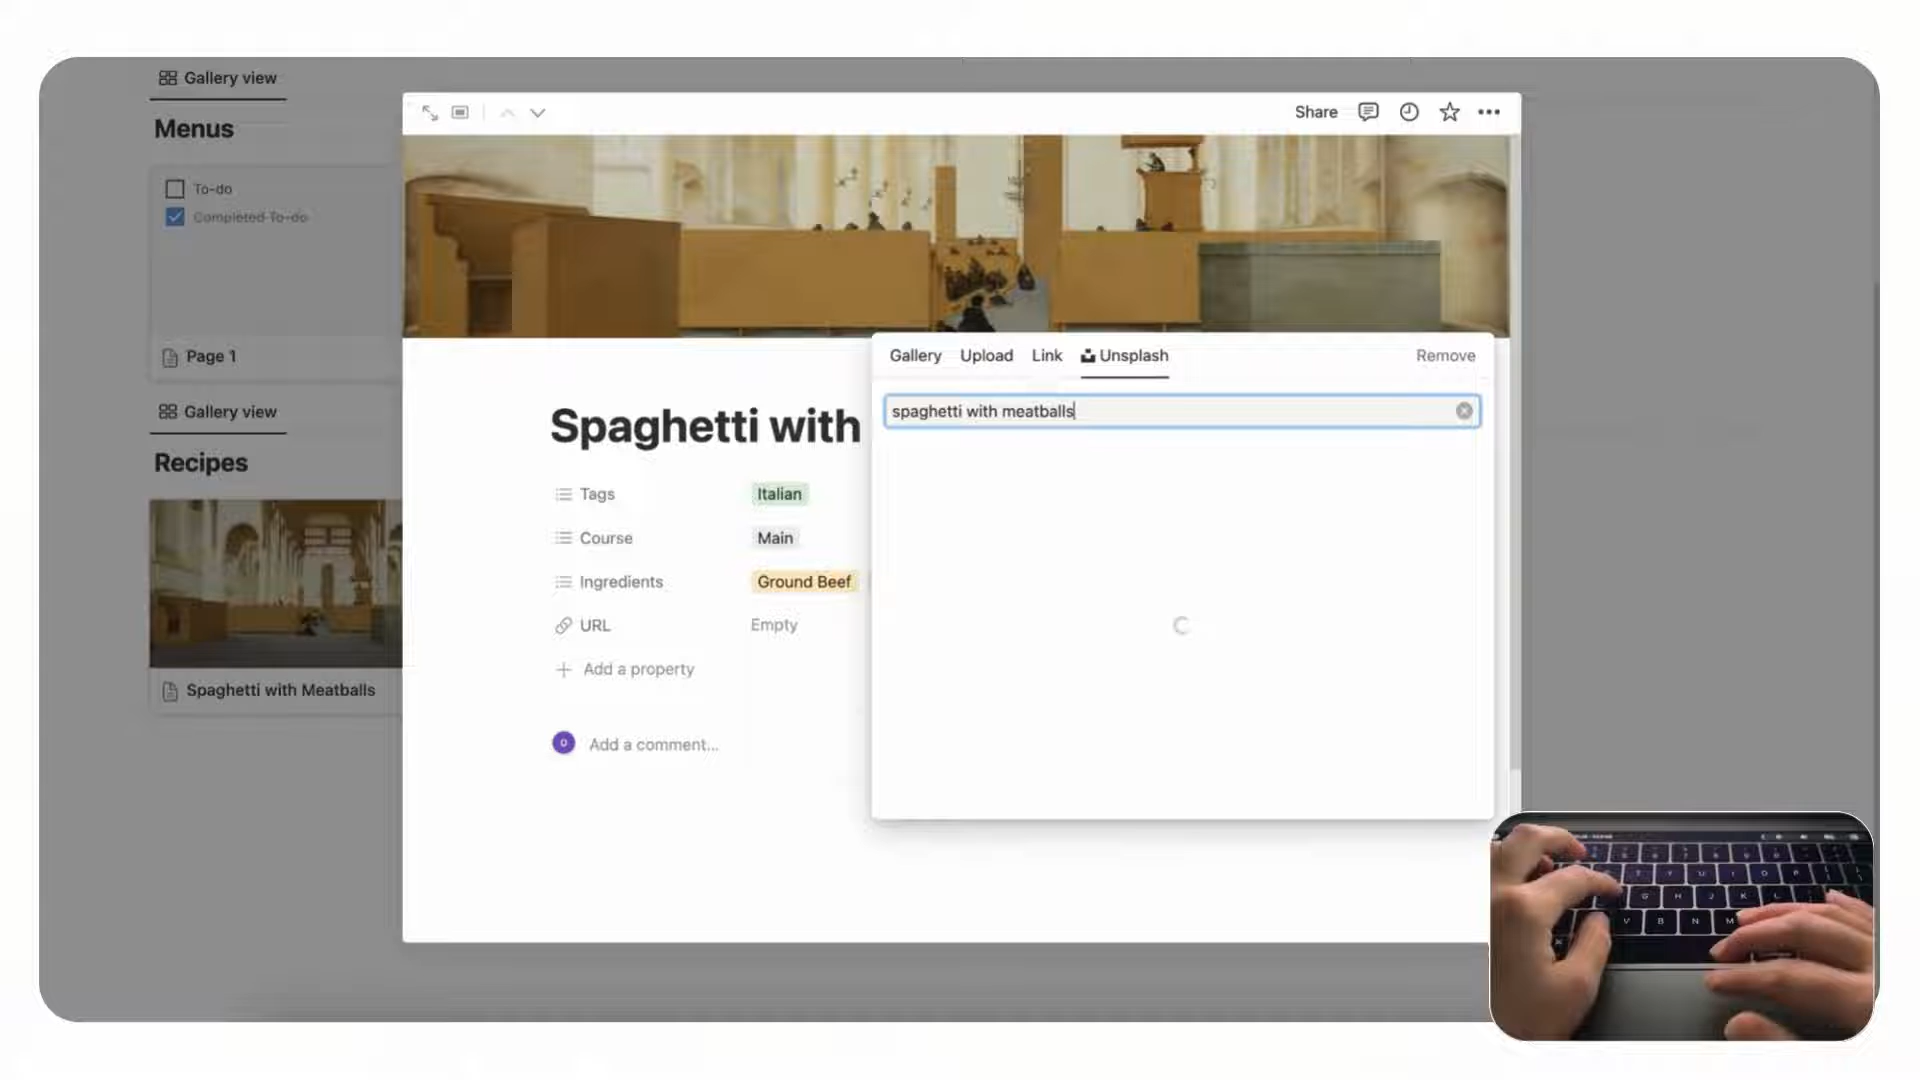 Gallery view
Menus
To-do
Completed To-do
Page 1
Gallery view
Recipes
Spaghetti with Meatballs
Share
Gallery Upload Link Unsplash Remove
spaghetti with meatballs
Spaghetti with
Tags Italian
Course Main
Ingredients Ground Beef
URL Empty
Add a property
Add a comment...